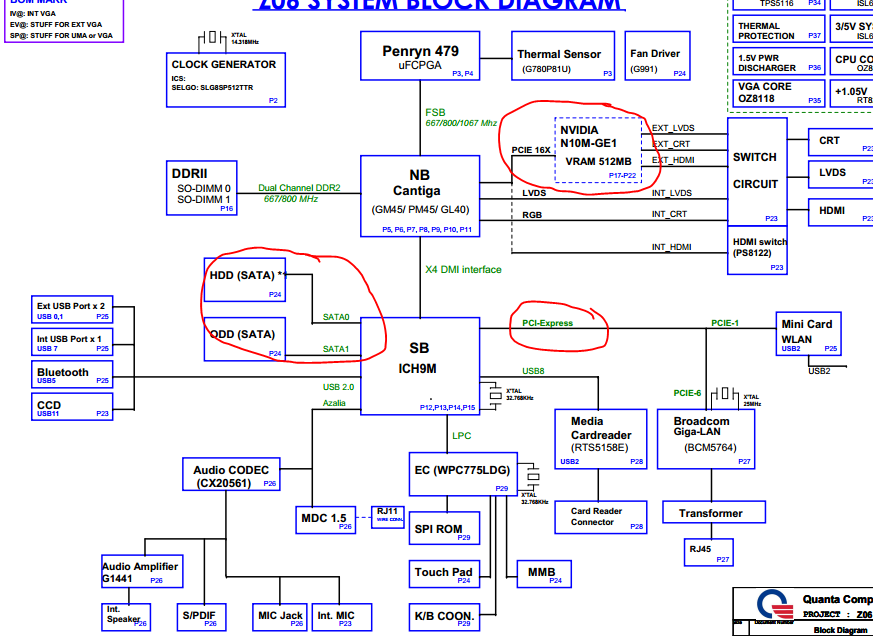 BOM MARK
IV@: INT VGA
EV@: STUFF FOR EXT VGA
SP@: STUFF FOR UMA or VGA
Z06 SYSTEM BLOCK DIAGRAM
X'TAL
14.318MHz
CLOCK GENERATOR
ICS:
SELGO: SLG8SP512TTR
P2
Penryn 479
uFCPGA
P3, P4
Thermal Sensor
(G780P81U)
P3
Fan Driver
(G991)
P24
TPS5116
P34
THERMAL
PROTECTION
P37
3/5V SY
1.5V PWR
DISCHARGER
P36
CPU CO
VGA CORE
OZ8118
P35
+1.05V
FSB
667/800/1067 Mhz
NVIDIA
N10M-GE1
VRAM 512MB
P17-P22
PCIE 16X
EXT_LVDS
EXT_CRT
EXT_HDMI
SWITCH
CIRCUIT
P23
CRT
P23
LVDS
P23
HDMI
P23
DDRII
SO-DIMM 0
SO-DIMM 1
P16
Dual Channel DDR2
667/800 MHz
NB
Cantiga
(GM45/ PM45/ GL40)
P5, P6, P7, P8, P9, P10, P11
LVDS
INT_LVDS
RGB
INT_CRT
INT_HDMI
HDMI switch
(PS8122)
P23
X4 DMI interface
HDD (SATA) *1
P24
SATA0
ODD (SATA)
P24
SATA1
SB
ICH9M
P12,P13,P14,P15
PCI-Express
PCIE-1
Mini Card
WLAN
USB2
P25
USB2
Ext USB Port x 2
USB 0,1
P25
Int USB Port x 1
USB 7
P25
Bluetooth
USB5
P25
CCD
USB11
P23
USB 2.0
Azalia
X'TAL
32.768KHz
USB8
PCIE-6
X'TAL
25MHz
LPC
Media
Cardreader
(RTS5158E)
USB2
P28
Broadcom
Giga-LAN
(BCM5764)
P27
Audio CODEC
(CX20561)
P26
EC (WPC775LDG)
P29
X'TAL
32.768KHz
MDC 1.5
P26
RJ11
WIRE CONN.
SPI ROM
P29
Card Reader
Connector
P28
Transformer
RJ45
P27
Audio Amplifier
G1441
P26
Touch Pad
P24
MMB
P24
Int.
Speaker
P26
S/PDIF
P26
MIC Jack
P26
Int. MIC
P23
K/B COON.
P29
Quanta Comp
PROJECT : Z06
Size
Document Number
Block Diagram